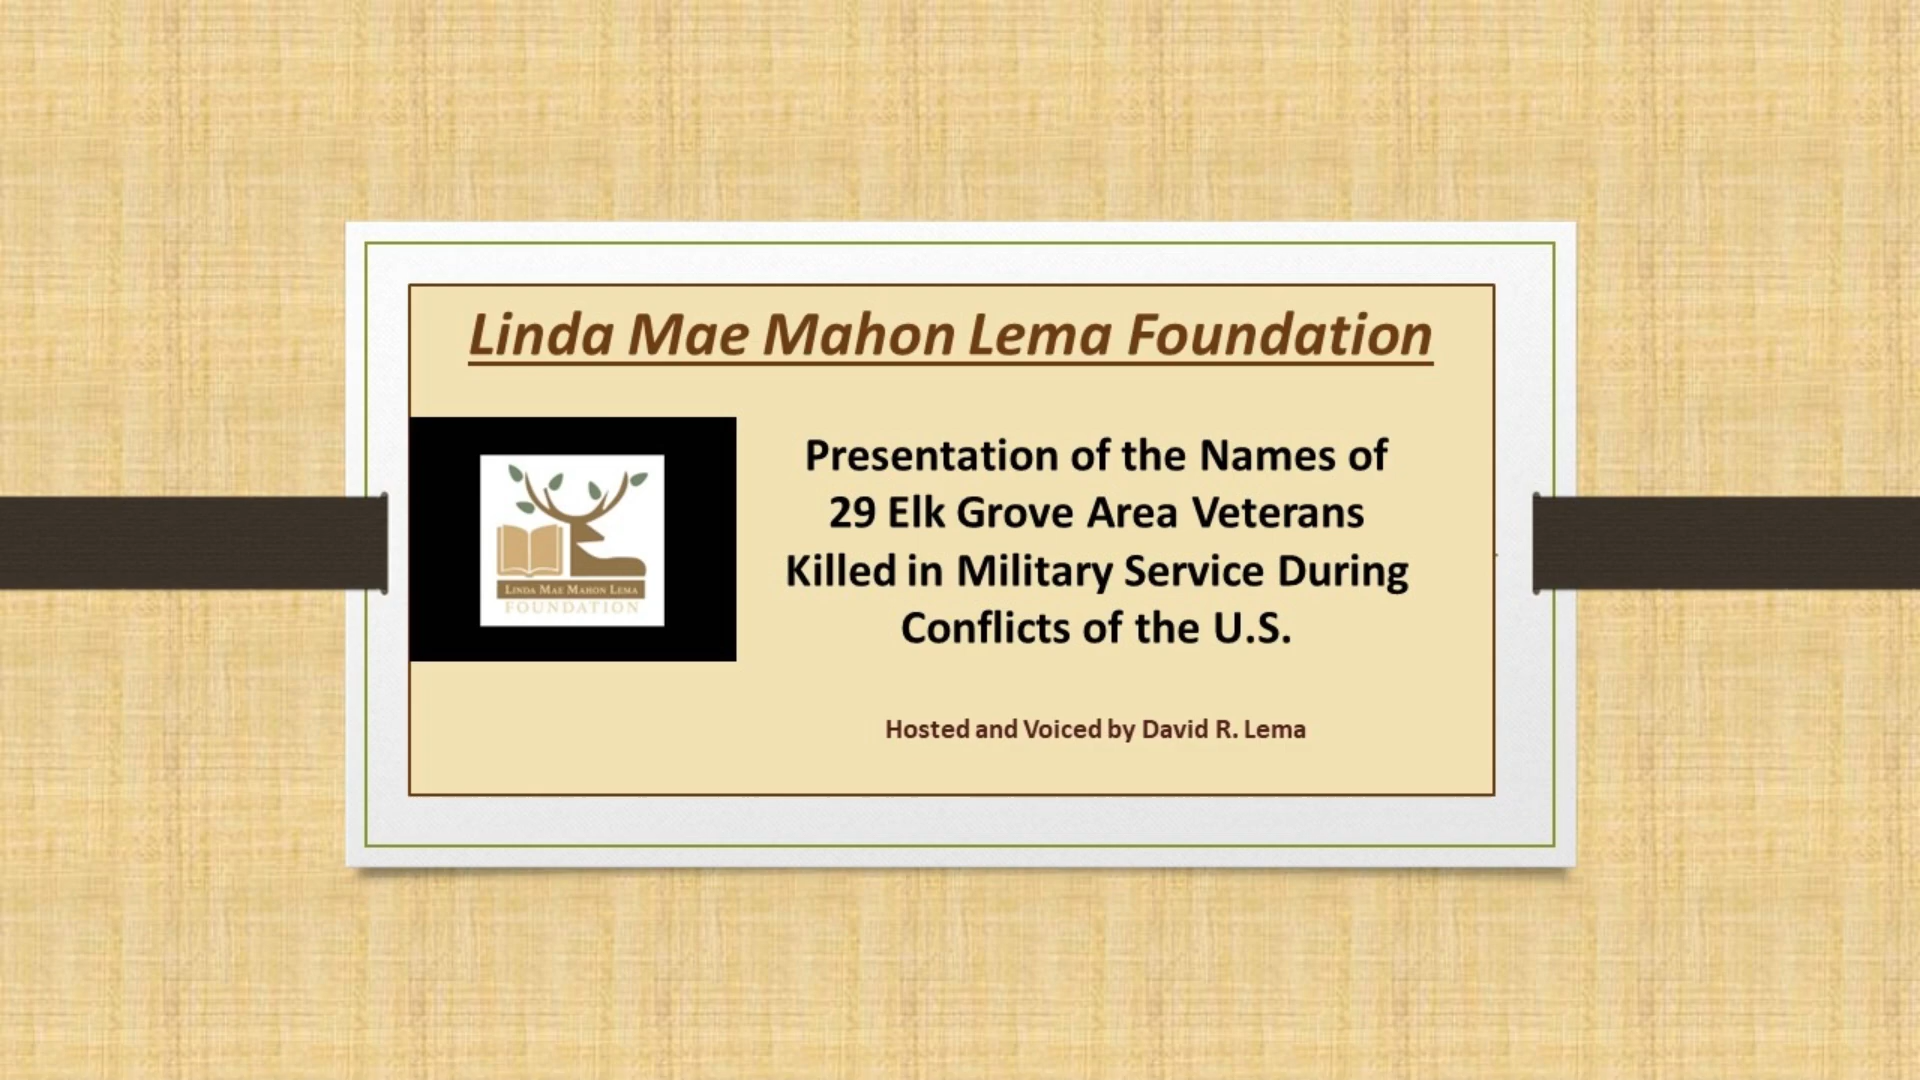 Linda Mae Mahon Lema Foundation
Presentation of the Names of
29 Elk Grove Area Veterans
Killed in Military Service During
Conflicts of the U.S.
LINDA MAE MAHON LEMA
FOUNDATION
Hosted and Voiced by David R. Lema